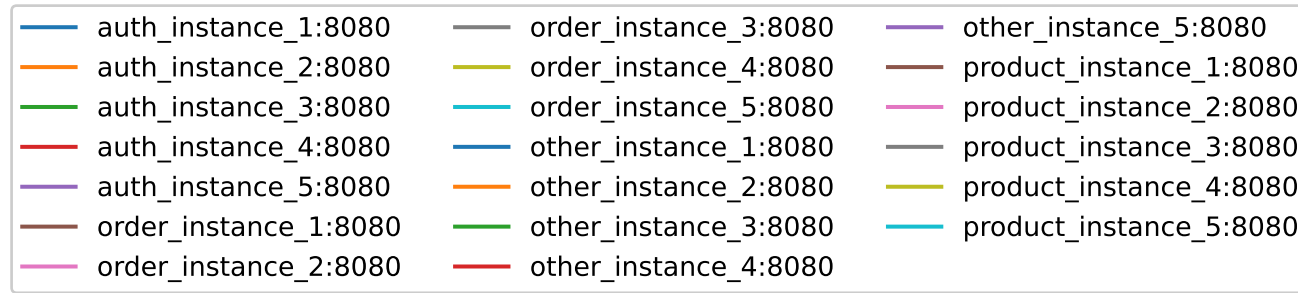 auth_instance_1:8080
auth_instance_2:8080
auth_instance_3:8080
auth_instance_4:8080
auth_instance_5:8080
order_instance_1:8080
order_instance_2:8080
order_instance_3:8080
order_instance_4:8080
order_instance_5:8080
other_instance_1:8080
other_instance_2:8080
other_instance_3:8080
other_instance_4:8080
other_instance_5:8080
product_instance_1:8080
product_instance_2:8080
product_instance_3:8080
product_instance_4:8080
product_instance_5:8080